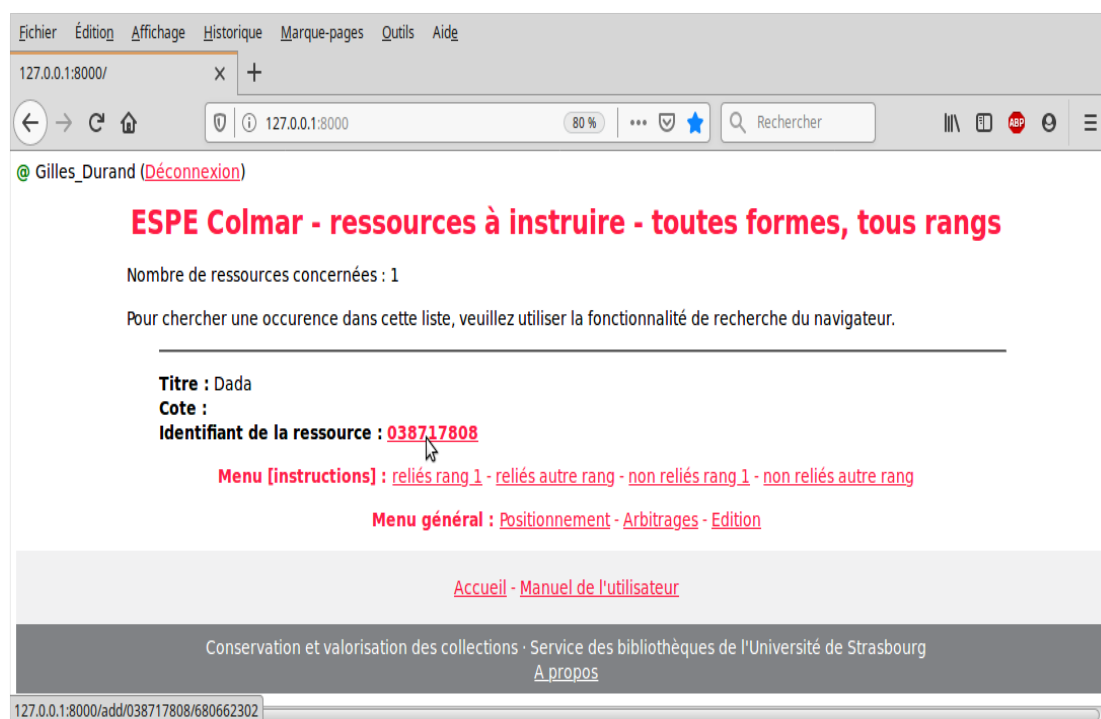 Fichier Édition Affichage Historique Marque-pages Outils Aide
127.0.0.1:8000/
127.0.0.1:8000 80 % Rechercher ABP
@ Gilles_Durand (Déconnexion)
ESPE Colmar - ressources à instruire - toutes formes, tous rangs
Nombre de ressources concernées : 1
Pour chercher une occurence dans cette liste, veuillez utiliser la fonctionnalité de recherche du navigateur.
Titre : Dada
Cote :
Identifiant de la ressource : 038717808
Menu [instructions] : reliés rang 1 - reliés autre rang - non reliés rang 1 - non reliés autre rang
Menu général : Positionnement - Arbitrages - Edition
Accueil - Manuel de l'utilisateur
Conservation et valorisation des collections · Service des bibliothèques de l'Université de Strasbourg
A propos
127.0.0.1:8000/add/038717808/680662302